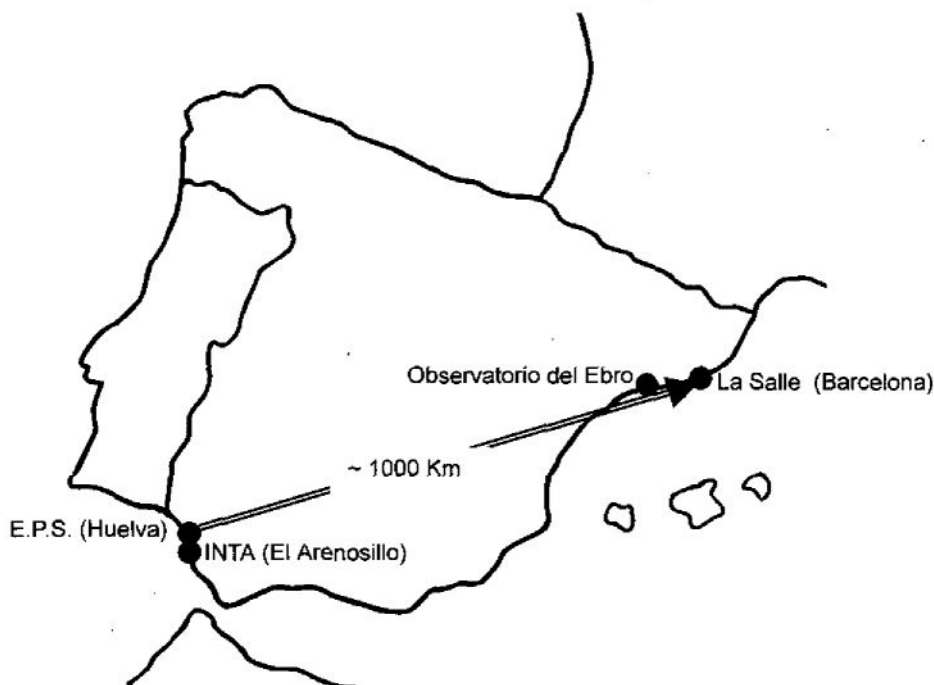 Observatorio del Ebro
La Salle (Barcelona)
~ 1000 Km
E.P.S. (Huelva)
INTA (El Arenosillo)